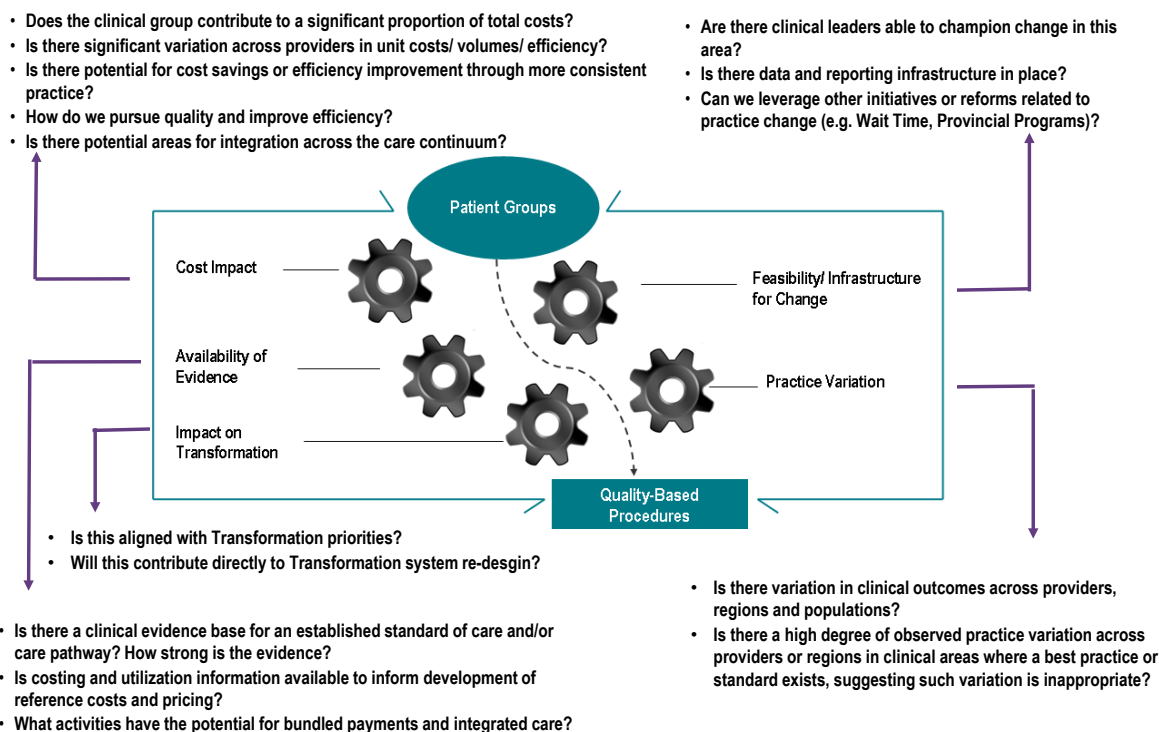 • Does the clinical group contribute to a significant proportion of total costs?
• Is there significant variation across providers in unit costs/ volumes/ efficiency?
• Is there potential for cost savings or efficiency improvement through more consistent
practice?
• How do we pursue quality and improve efficiency?
• Is there potential areas for integration across the care continuum?
• Are there clinical leaders able to champion change in this
area?
• Is there data and reporting infrastructure in place?
• Can we leverage other initiatives or reforms related to
practice change (e.g. Wait Time, Provincial Programs)?
Patient Groups
Cost Impact
Feasibility/ Infrastructure
for Change
Availability of
Evidence
Practice Variation
Impact on
Transformation
Quality-Based
Procedures
• Is this aligned with Transformation priorities?
• Will this contribute directly to Transformation system re-desgin?
• Is there a clinical evidence base for an established standard of care and/or
care pathway? How strong is the evidence?
• Is costing and utilization information available to inform development of
reference costs and pricing?
• What activities have the potential for bundled payments and integrated care?
• Is there variation in clinical outcomes across providers,
regions and populations?
• Is there a high degree of observed practice variation across
providers or regions in clinical areas where a best practice or
standard exists, suggesting such variation is inappropriate?